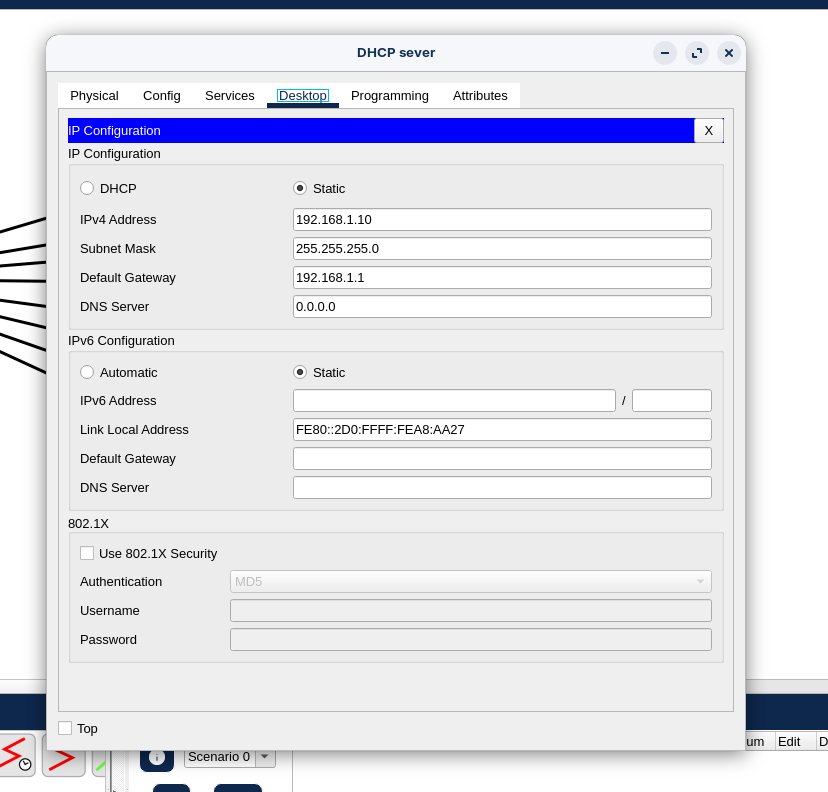 DHCP sever
Physical Config Services Desktop Programming Attributes
IP Configuration X
IP Configuration
DHCP Static
IPv4 Address 192.168.1.10
Subnet Mask 255.255.255.0
Default Gateway 192.168.1.1
DNS Server 0.0.0.0
IPv6 Configuration
Automatic Static
IPv6 Address /
Link Local Address FE80::2D0:FFFF:FEA8:AA27
Default Gateway
DNS Server
802.1X
Use 802.1X Security
Authentication MD5
Username
Password
Top
um Edit D
Scenario 0